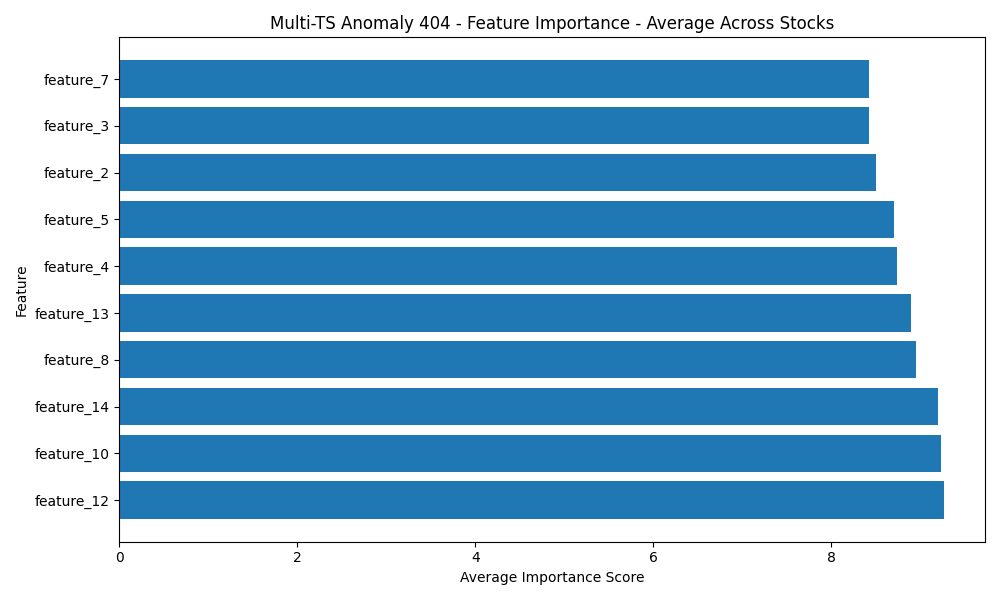 Multi-TS Anomaly 404 - Feature Importance - Average Across Stocks
feature_7
feature_3
feature_2
feature_5
feature_4
feature_13
feature_8
feature_14
feature_10
feature_12
Feature
0 2 4 6 8
Average Importance Score